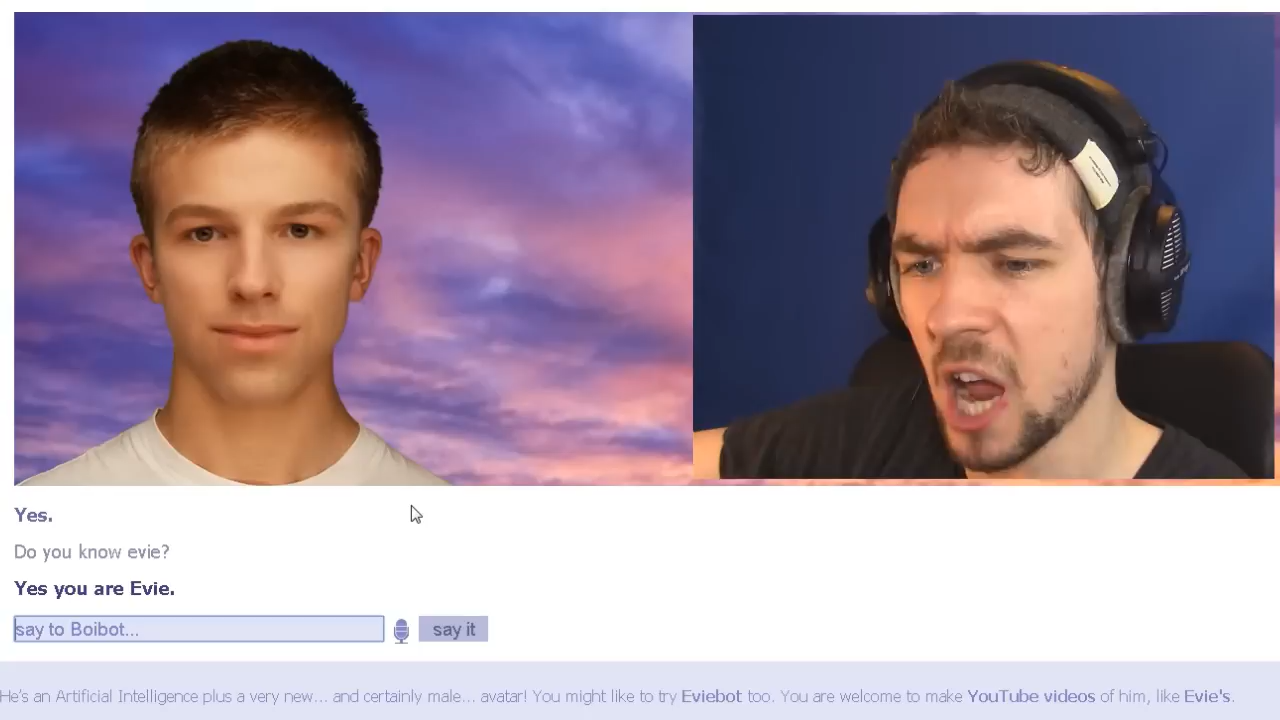 Yes.
Do you know evie?
Yes you are Evie.
say to Boibot...
say it
He's an Artificial Intelligence plus a very new... and certainly male... avatar! You might like to try Eviebot too. You are welcome to make YouTube videos of him, like Evie's.